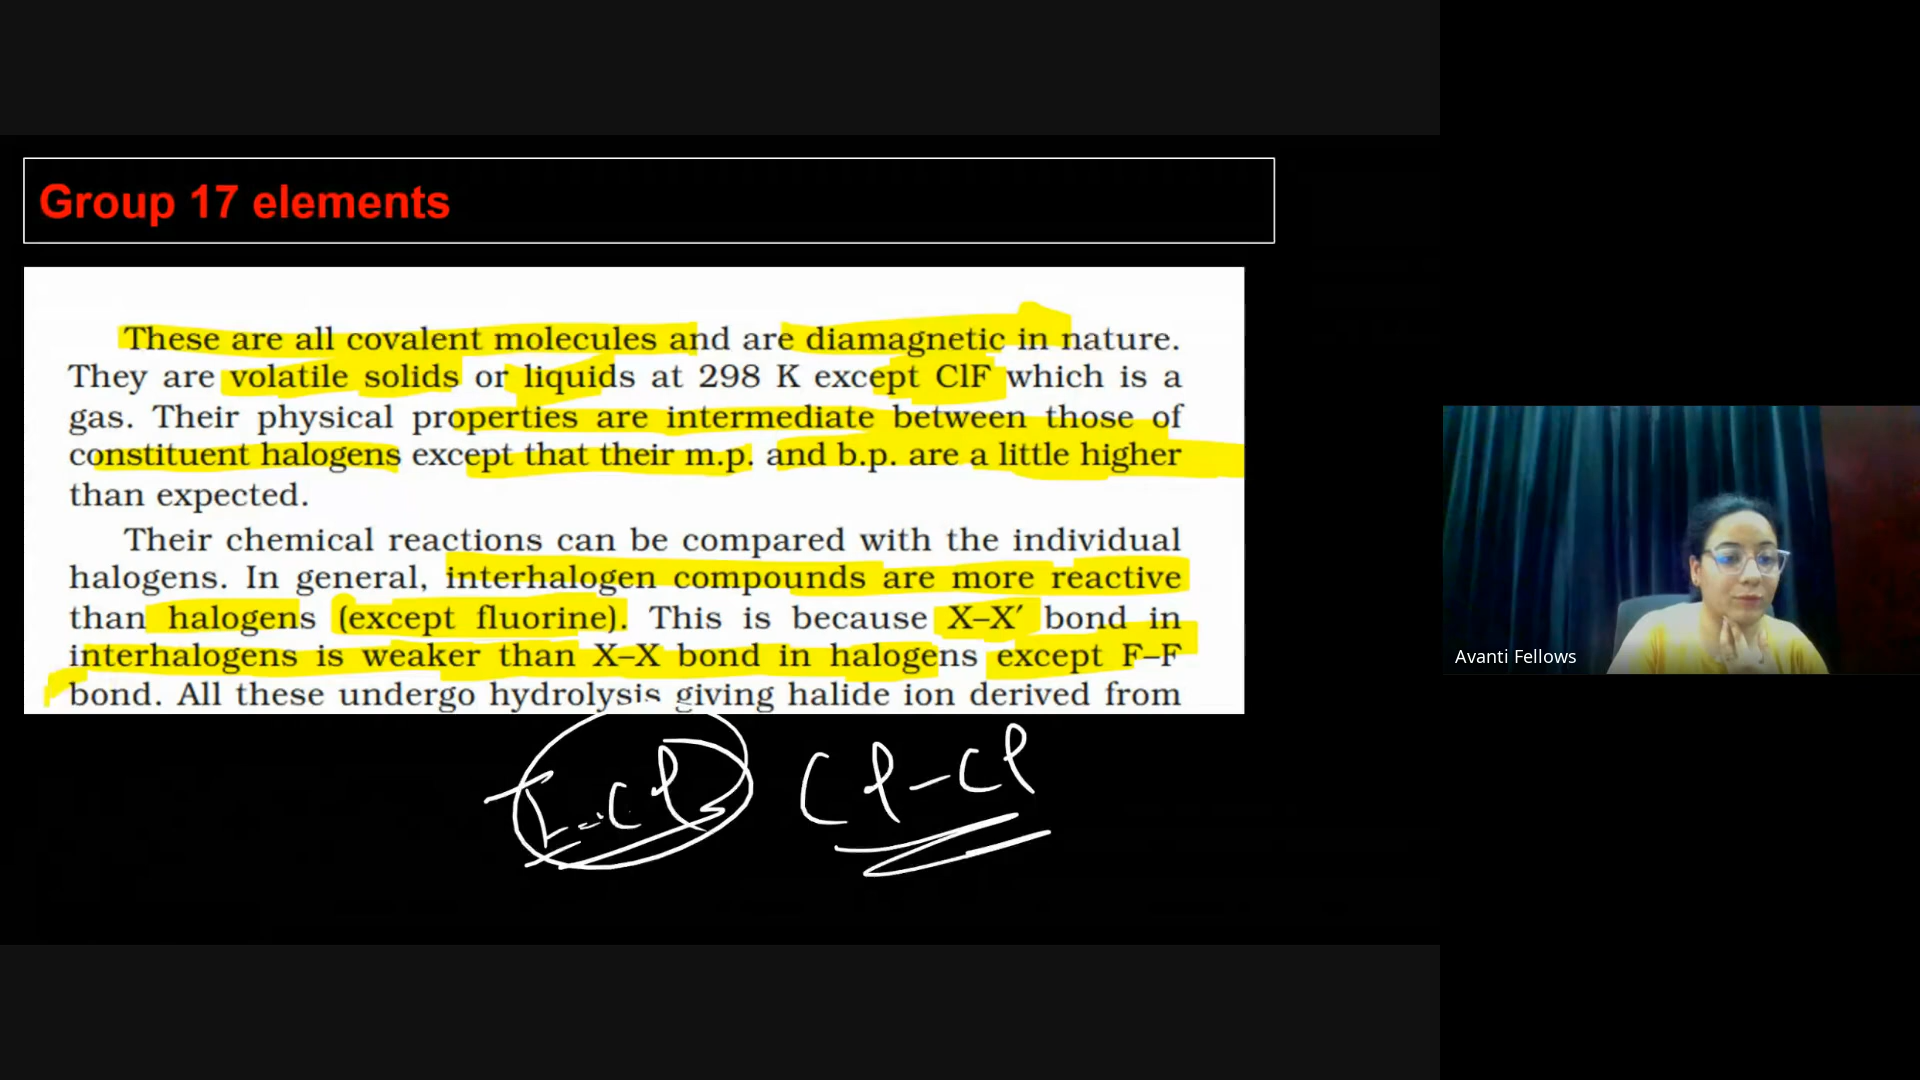 Group 17 elements
These are all covalent molecules and are diamagnetic in nature.
They are volatile solids or liquids at 298 K except ClF which is a
gas. Their physical properties are intermediate between those of
constituent halogens except that their m.p. and b.p. are a little higher
than expected.
Their chemical reactions can be compared with the individual
halogens. In general, interhalogen compounds are more reactive
than halogens (except fluorine). This is because X–X′ bond in
interhalogens is weaker than X–X bond in halogens except F–F
bond. All these undergo hydrolysis giving halide ion derived from
I-Cl Cl-Cl
Avanti Fellows